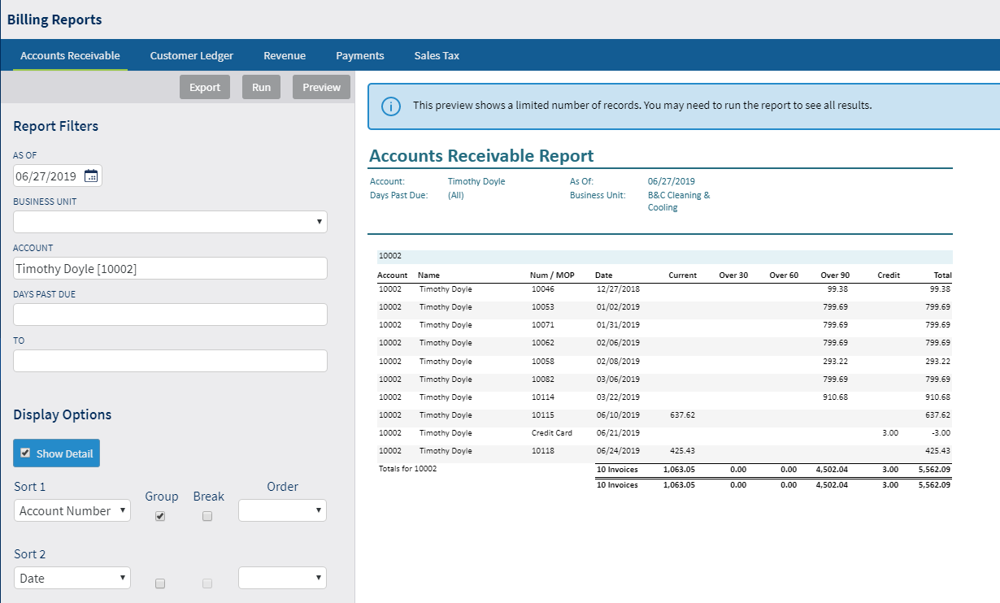 Billing Reports
Accounts Receivable Customer Ledger Revenue Payments Sales Tax
Export Run Preview
Report Filters
AS OF
06/27/2019
BUSINESS UNIT
ACCOUNT
Timothy Doyle [10002]
DAYS PAST DUE
TO
Display Options
Show Detail
Sort 1 Group Break Order
Account Number
Sort 2
Date
This preview shows a limited number of records. You may need to run the report to see all results.
Accounts Receivable Report
Account: Timothy Doyle As Of: 06/27/2019
Days Past Due: (All) Business Unit: B&C Cleaning &
Cooling
10002
Account Name Num / MOP Date Current Over 30 Over 60 Over 90 Credit Total
10002 Timothy Doyle 10046 12/27/2018 99.38 99.38
10002 Timothy Doyle 10053 01/02/2019 799.69 799.69
10002 Timothy Doyle 10071 01/31/2019 799.69 799.69
10002 Timothy Doyle 10062 02/06/2019 799.69 799.69
10002 Timothy Doyle 10058 02/08/2019 293.22 293.22
10002 Timothy Doyle 10082 03/06/2019 799.69 799.69
10002 Timothy Doyle 10114 03/22/2019 910.68 910.68
10002 Timothy Doyle 10115 06/10/2019 637.62 637.62
10002 Timothy Doyle Credit Card 06/21/2019 3.00 -3.00
10002 Timothy Doyle 10118 06/24/2019 425.43 425.43
Totals for 10002 10 Invoices 1,063.05 0.00 0.00 4,502.04 3.00 5,562.09
10 Invoices 1,063.05 0.00 0.00 4,502.04 3.00 5,562.09